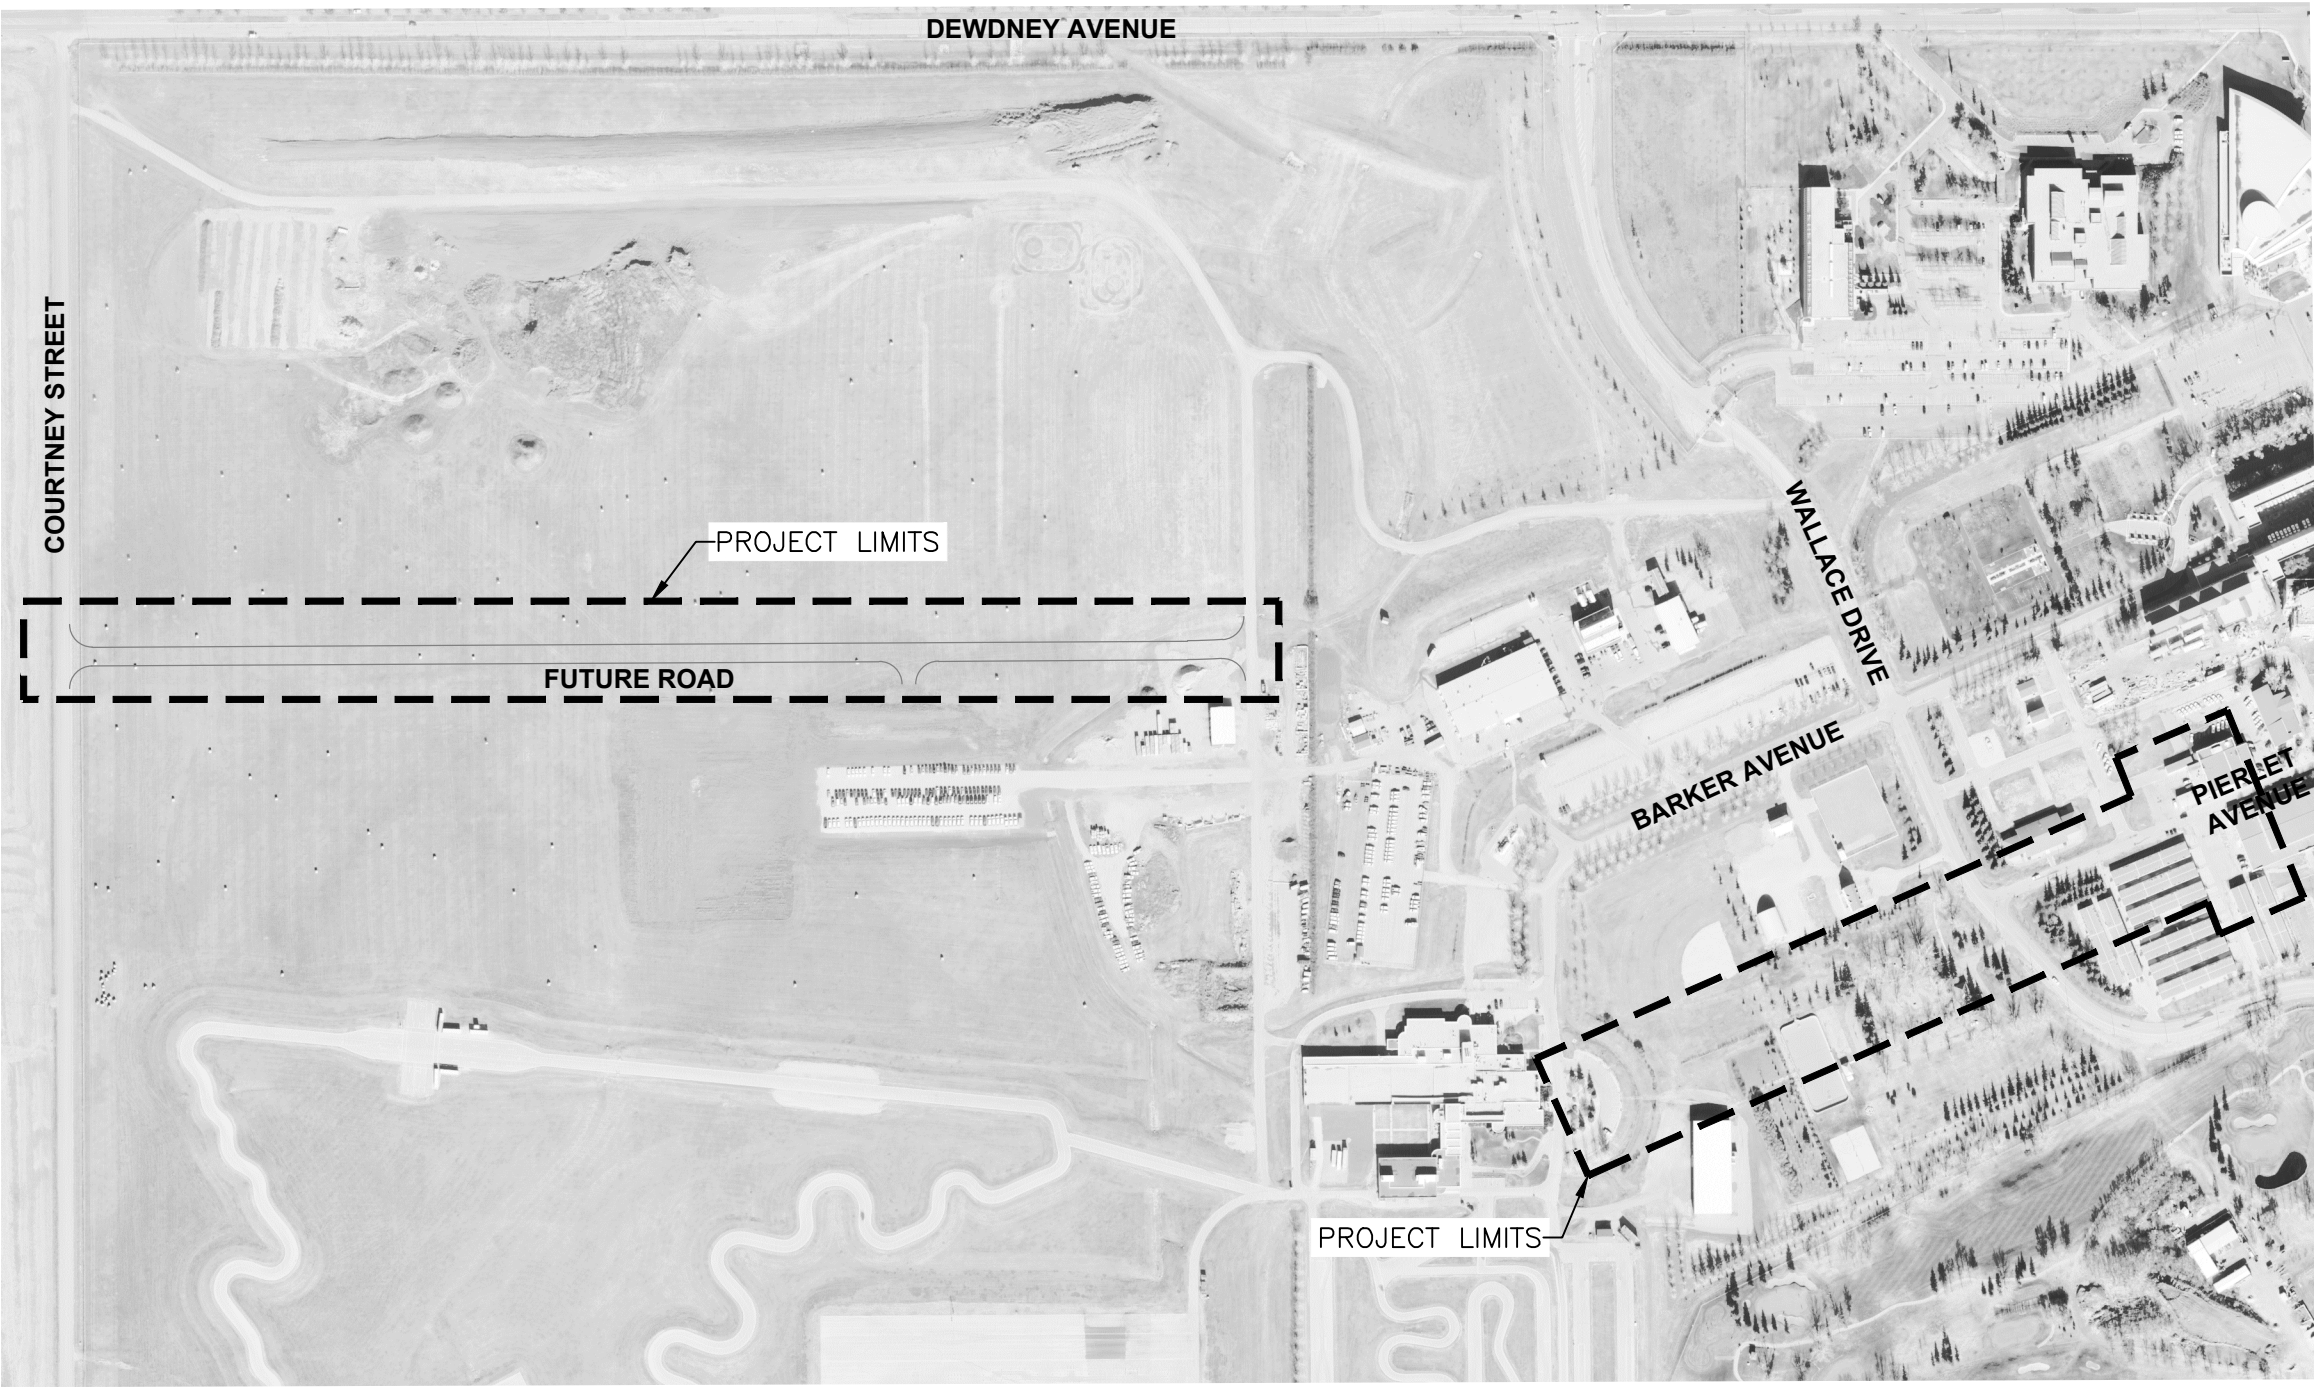 DEWDNEY AVENUE
COURTNEY STREET
PROJECT LIMITS
WALLACE DRIVE
FUTURE ROAD
BARKER AVENUE
PIERLET
AVENUE
PROJECT LIMITS